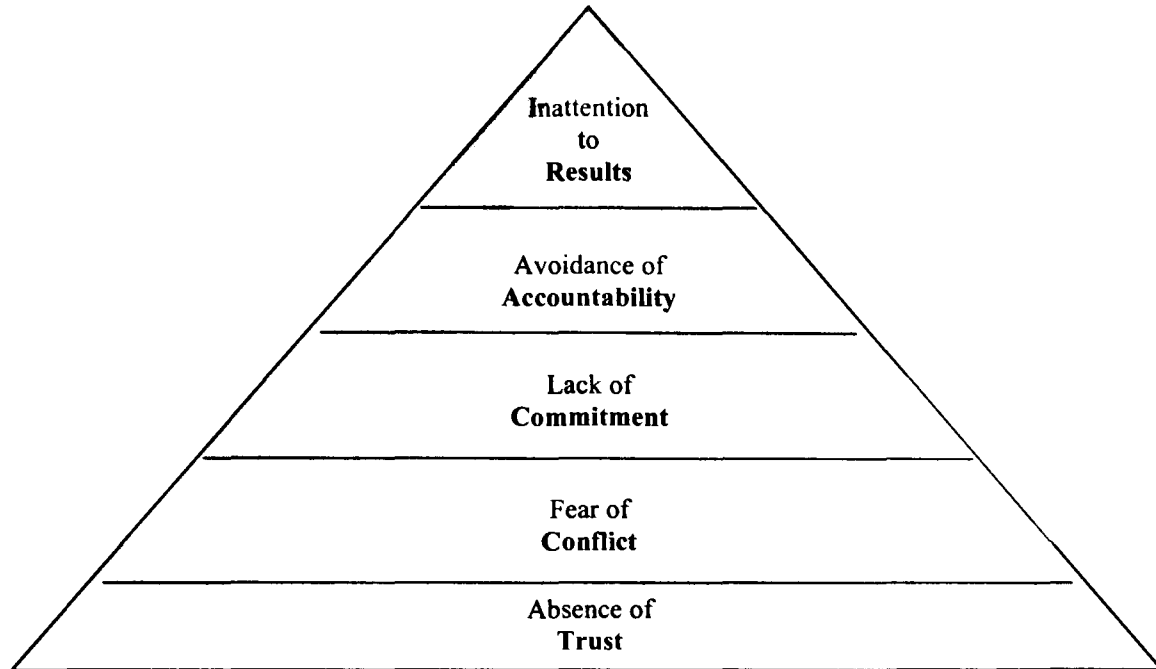 Inattention
to
Results
Avoidance of
Accountability
Lack of
Commitment
Fear of
Conflict
Absence of
Trust